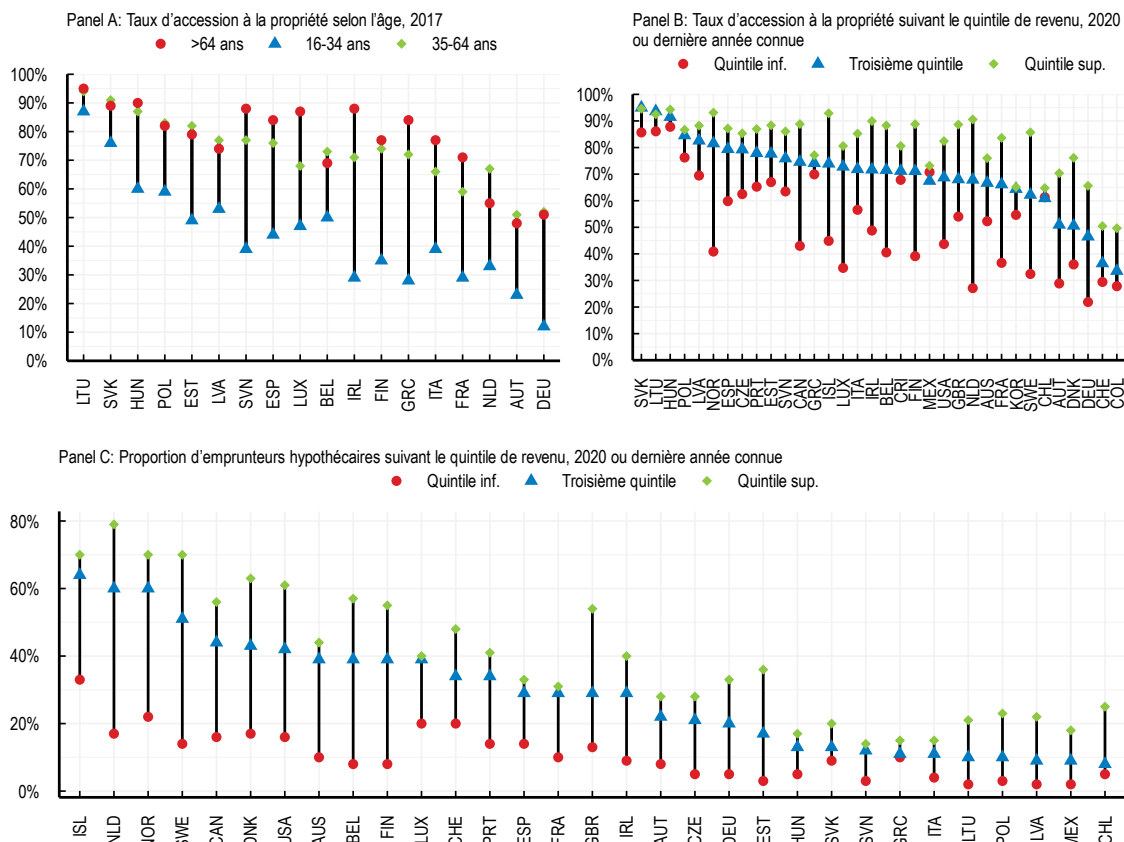 Panel A: Taux d'accession à la propriété selon l'âge, 2017
>64 ans 16-34 ans 35-64 ans
100%
90%
80%
70%
60%
50%
40%
30%
20%
10%
0%
LTU SVK HUN POL EST LVA SVN ESP LUX BEL IRL FIN GRC ITA FRA NLD AUT DEU
Panel B: Taux d'accession à la propriété suivant le quintile de revenu, 2020
ou dernière année connue
Quintile inf. Troisième quintile Quintile sup.
100%
90%
80%
70%
60%
50%
40%
30%
20%
10%
0%
SVK LTU HUN POL LVA NOR ESP CZE PRT EST SVN CAN GRC ISL LUX ITA IRL BEL CRI FIN MEX USA GBR NLD AUS FRA KOR SWE CHL AUT DNK DEU CHE COL
Panel C: Proportion d'emprunteurs hypothécaires suivant le quintile de revenu, 2020 ou dernière année connue
Quintile inf. Troisième quintile Quintile sup.
80%
60%
40%
20%
0%
ISL NLD NOR SWE CAN DNK USA AUS BEL FIN LUX CHE PRT ESP FRA GBR IRL AUT CZE DEU EST HUN SVK SVN GRC ITA LTU POL LVA MEX CHL